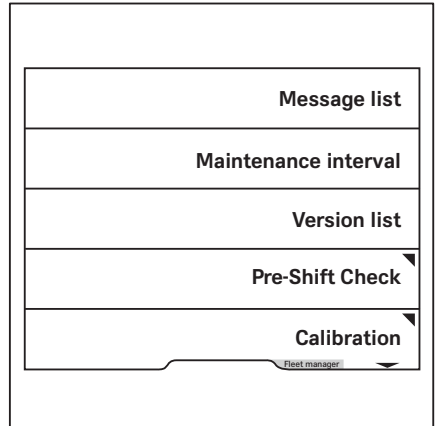 Message list
Maintenance interval
Version list
Pre-Shift Check
Calibration
Fleet manager